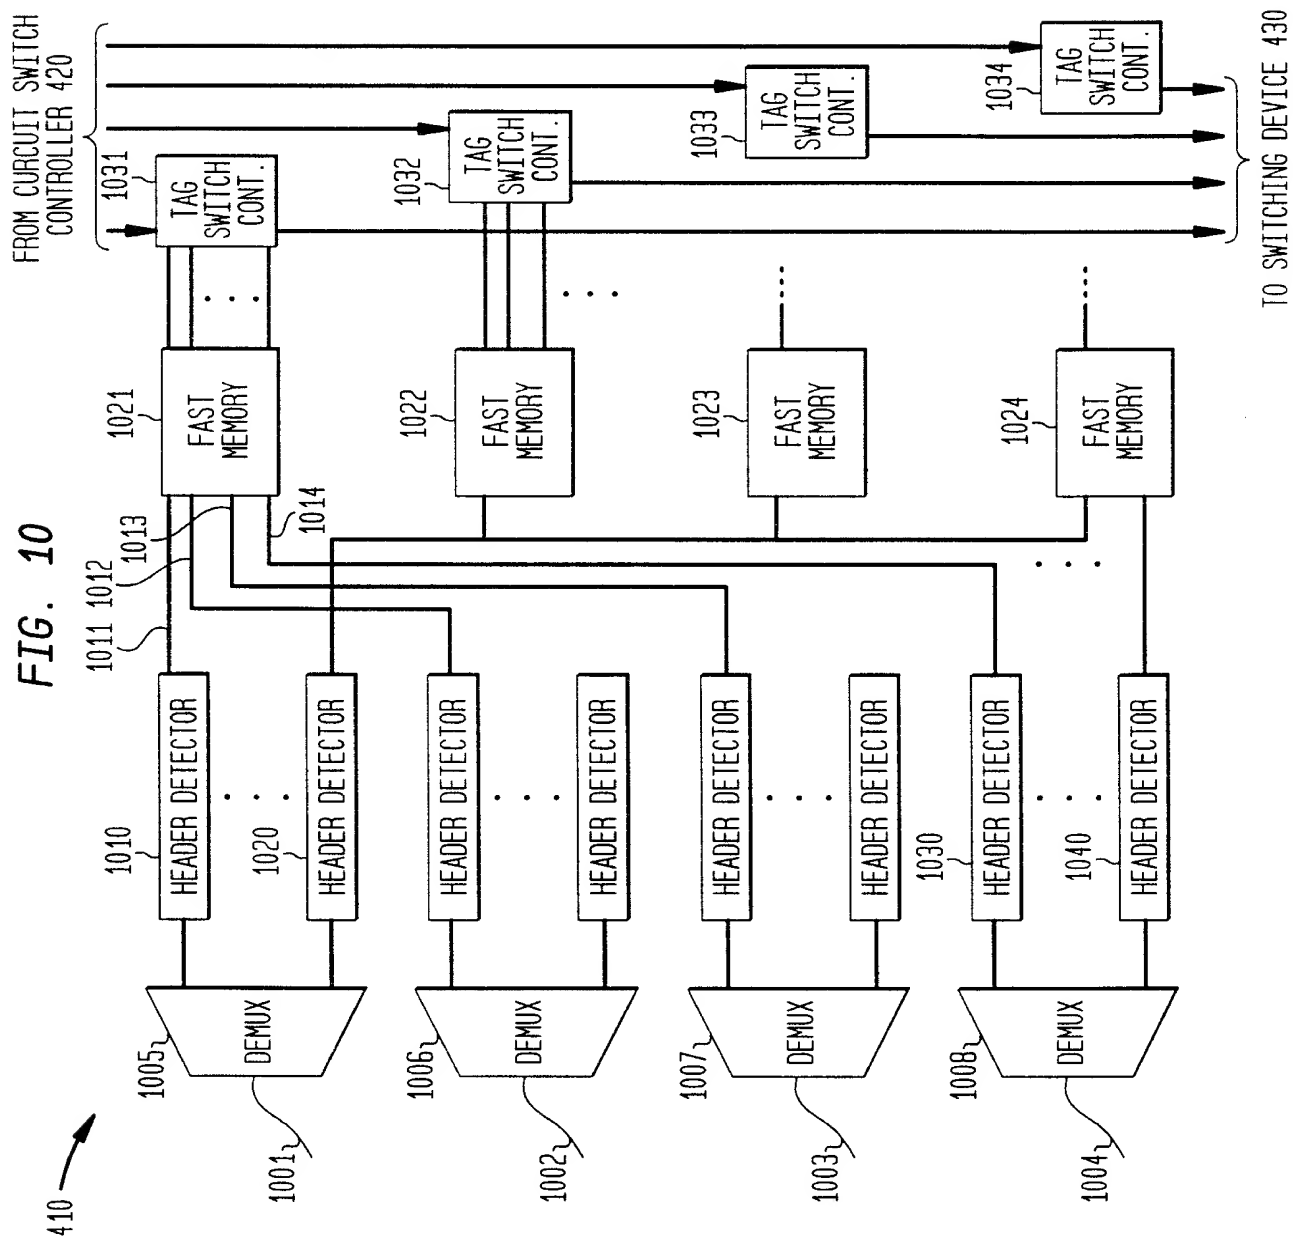 FIG. 10
410
FROM CURCUIT SWITCH
CONTROLLER 420
1001
1005
DEMUX
1010
HEADER DETECTOR
1020
HEADER DETECTOR
1011
1012
1013
1014
1021
FAST
MEMORY
1031
TAG
SWITCH
CONT.
1002
1006
DEMUX
HEADER DETECTOR
HEADER DETECTOR
1022
FAST
MEMORY
1032
TAG
SWITCH
CONT.
1003
1007
DEMUX
HEADER DETECTOR
HEADER DETECTOR
1023
FAST
MEMORY
1033
TAG
SWITCH
CONT.
1004
1008
DEMUX
1030
HEADER DETECTOR
1040
HEADER DETECTOR
1024
FAST
MEMORY
1034
TAG
SWITCH
CONT.
TO SWITCHING DEVICE 430